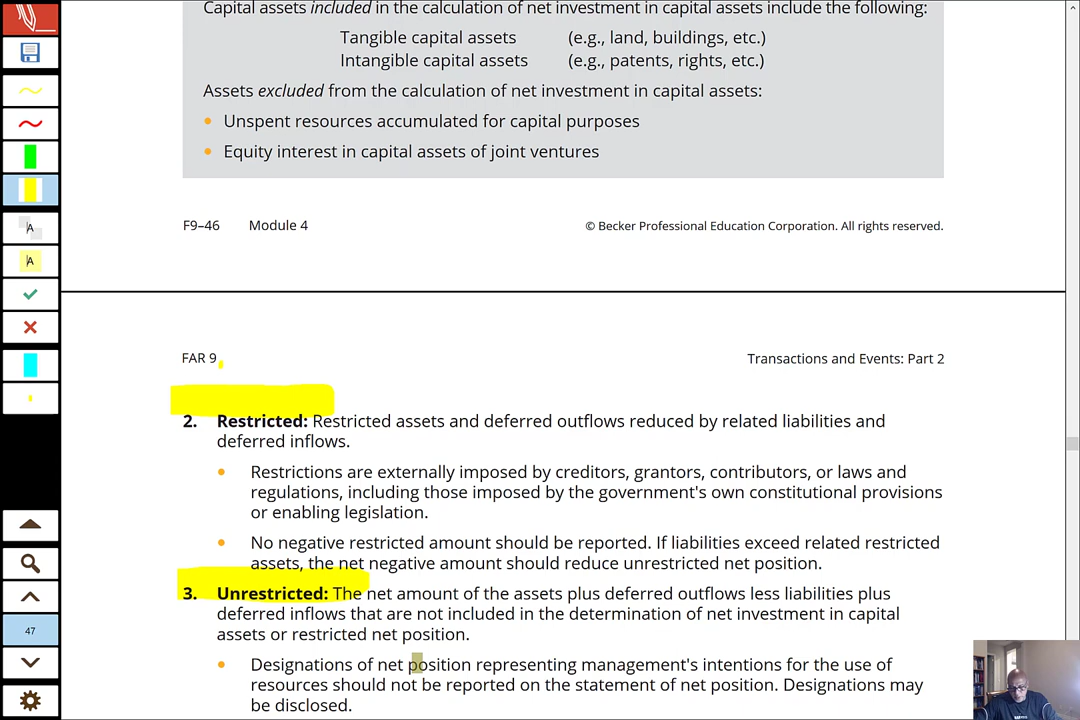 Capital assets included in the calculation of net investment in capital assets include the following:
Tangible capital assets (e.g., land, buildings, etc.)
Intangible capital assets (e.g., patents, rights, etc.)
Assets excluded from the calculation of net investment in capital assets:
Unspent resources accumulated for capital purposes
Equity interest in capital assets of joint ventures
F9–46 Module 4 © Becker Professional Education Corporation. All rights reserved.
FAR 9 Transactions and Events: Part 2
2. Restricted: Restricted assets and deferred outflows reduced by related liabilities and
deferred inflows.
Restrictions are externally imposed by creditors, grantors, contributors, or laws and
regulations, including those imposed by the government's own constitutional provisions
or enabling legislation.
No negative restricted amount should be reported. If liabilities exceed related restricted
assets, the net negative amount should reduce unrestricted net position.
3. Unrestricted: The net amount of the assets plus deferred outflows less liabilities plus
deferred inflows that are not included in the determination of net investment in capital
assets or restricted net position.
Designations of net position representing management's intentions for the use of
resources should not be reported on the statement of net position. Designations may
be disclosed.
A
A
47